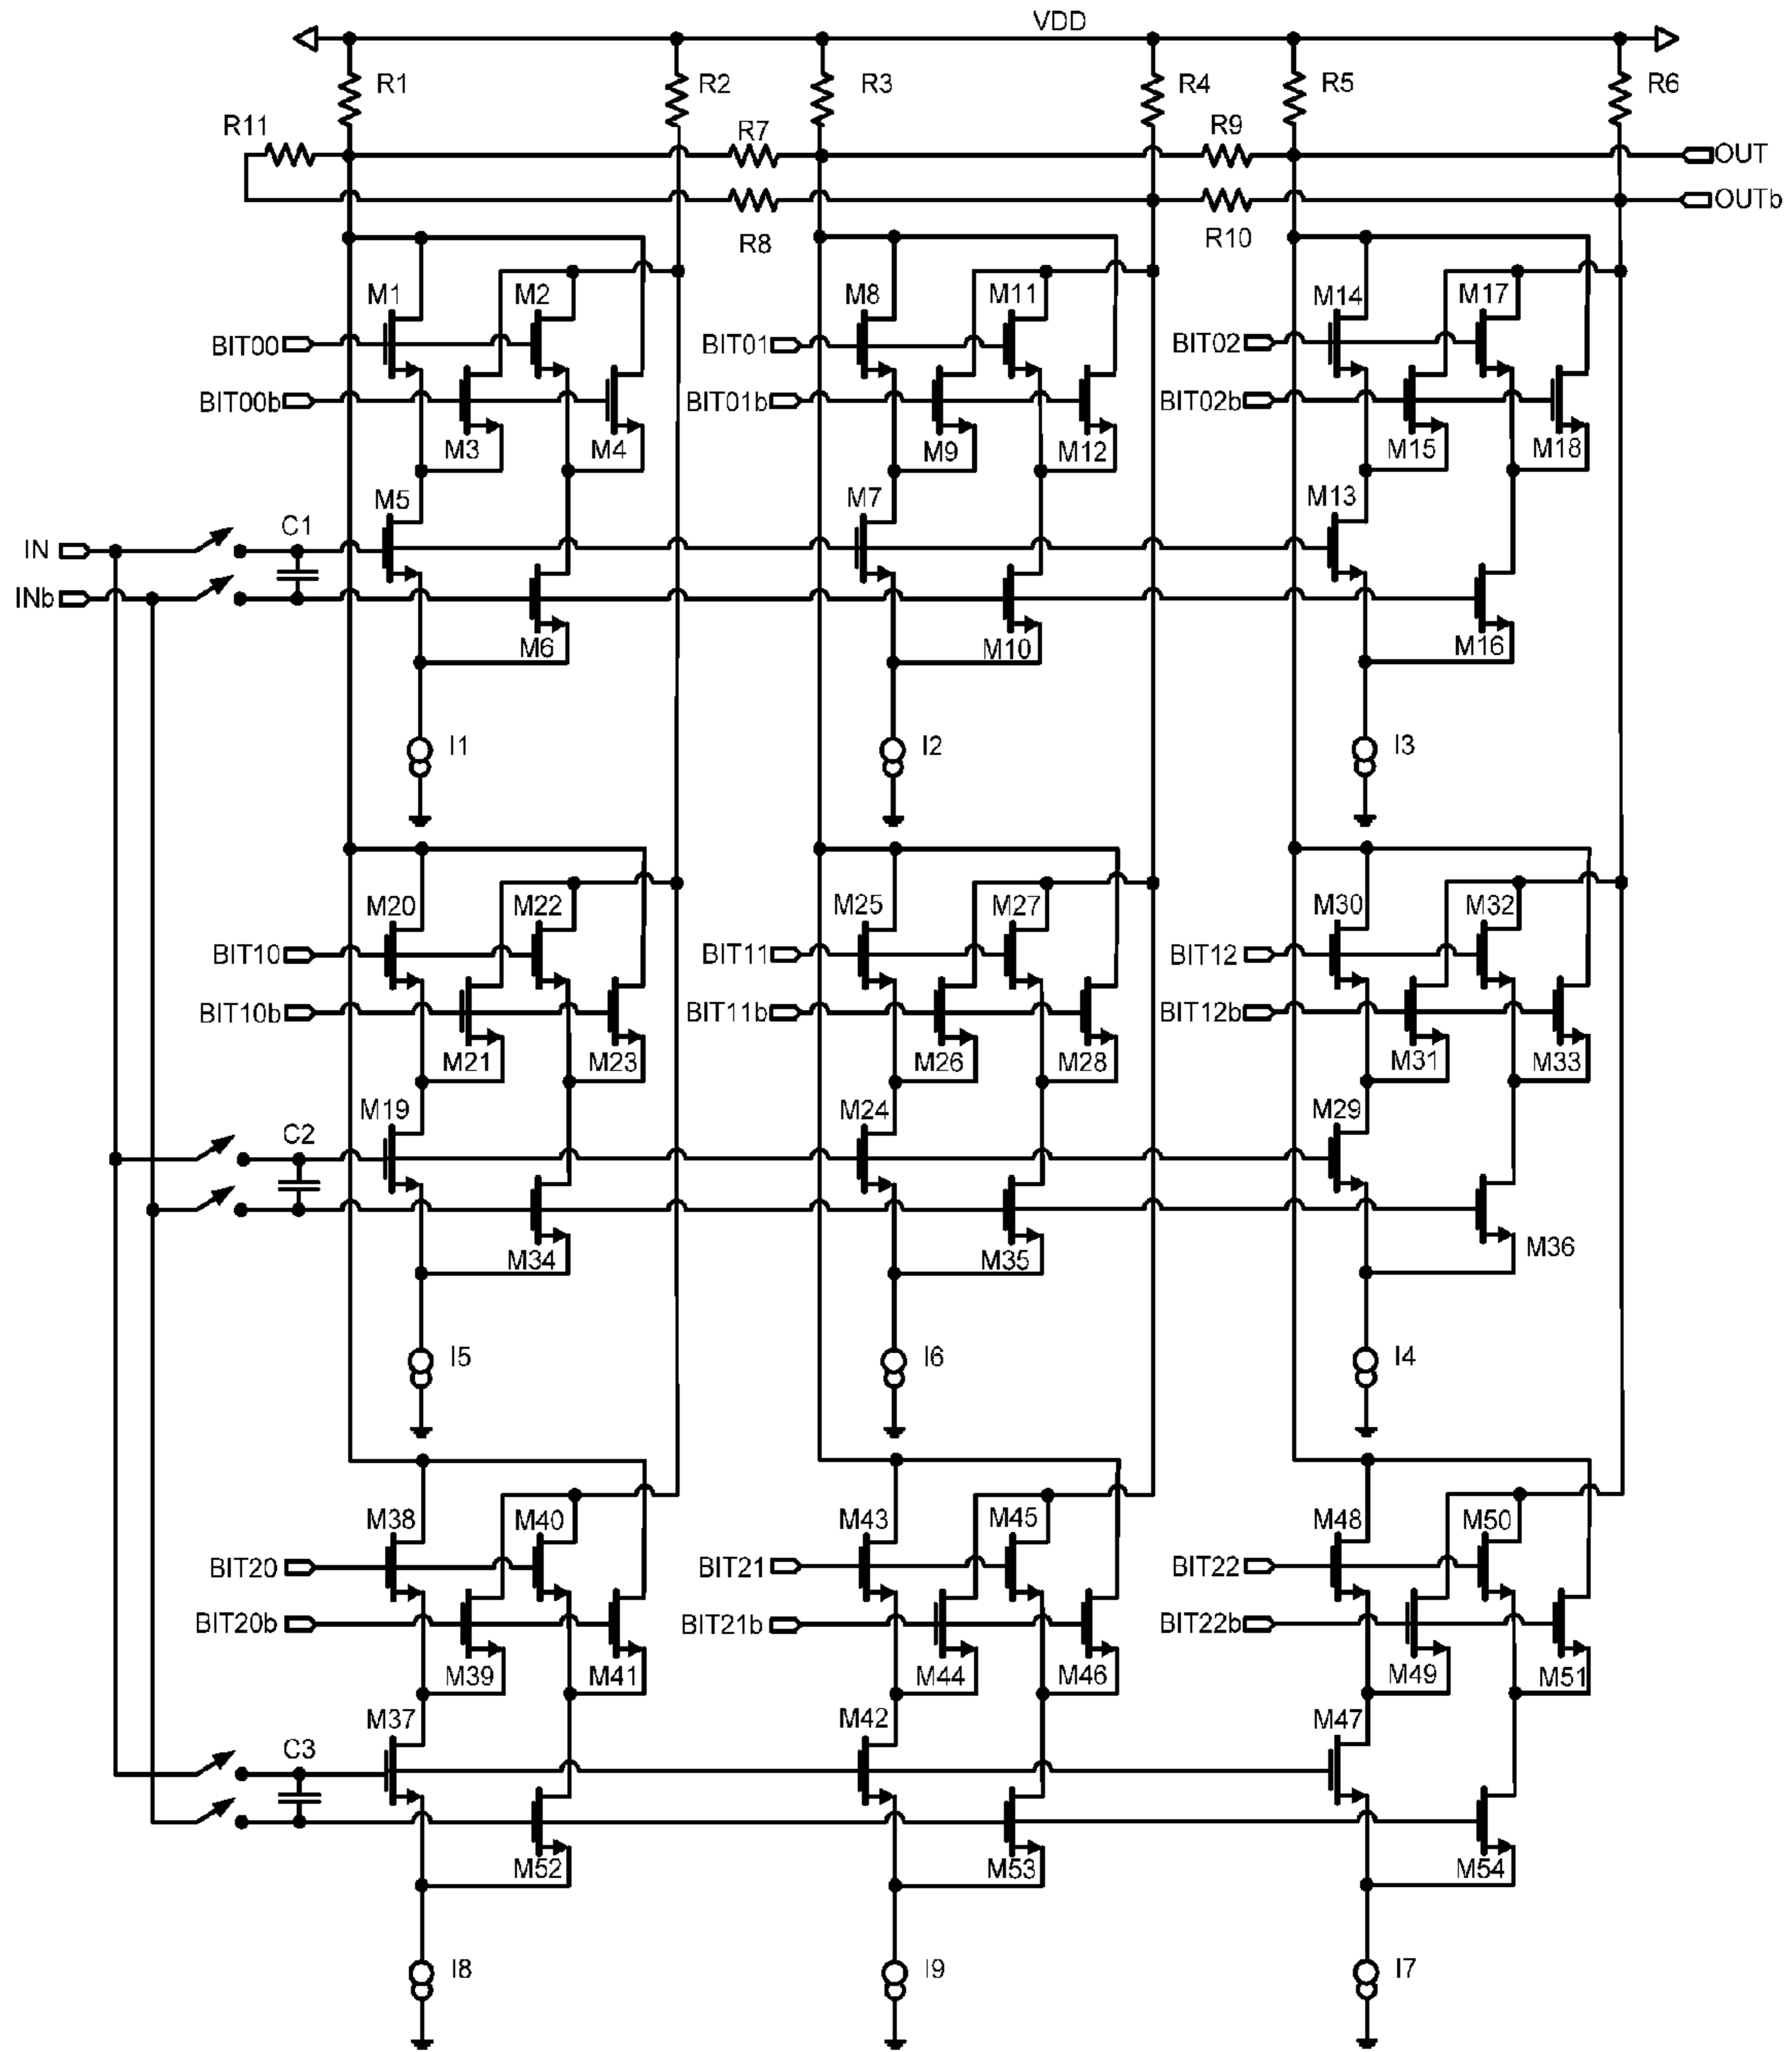 VDD
R1 R2 R3 R4 R5 R6
R11 R7 R9
OUT
OUTb
R8 R10
M1 M2 M8 M11 M14 M17
BIT00 BIT01 BIT02
BIT00b BIT01b BIT02b
M3 M4 M9 M12 M15 M18
M5 M7 M13
C1
IN
INb
M6 M10 M16
I1 I2 I3
M20 M22 M25 M27 M30 M32
BIT10 BIT11 BIT12
BIT10b BIT11b BIT12b
M21 M23 M26 M28 M31 M33
M19 M24 M29
C2
M34 M35 M36
I5 I6 I4
M38 M40 M43 M45 M48 M50
BIT20 BIT21 BIT22
BIT20b BIT21b BIT22b
M39 M41 M44 M46 M49 M51
M37 M42 M47
C3
M52 M53 M54
I8 I9 I7